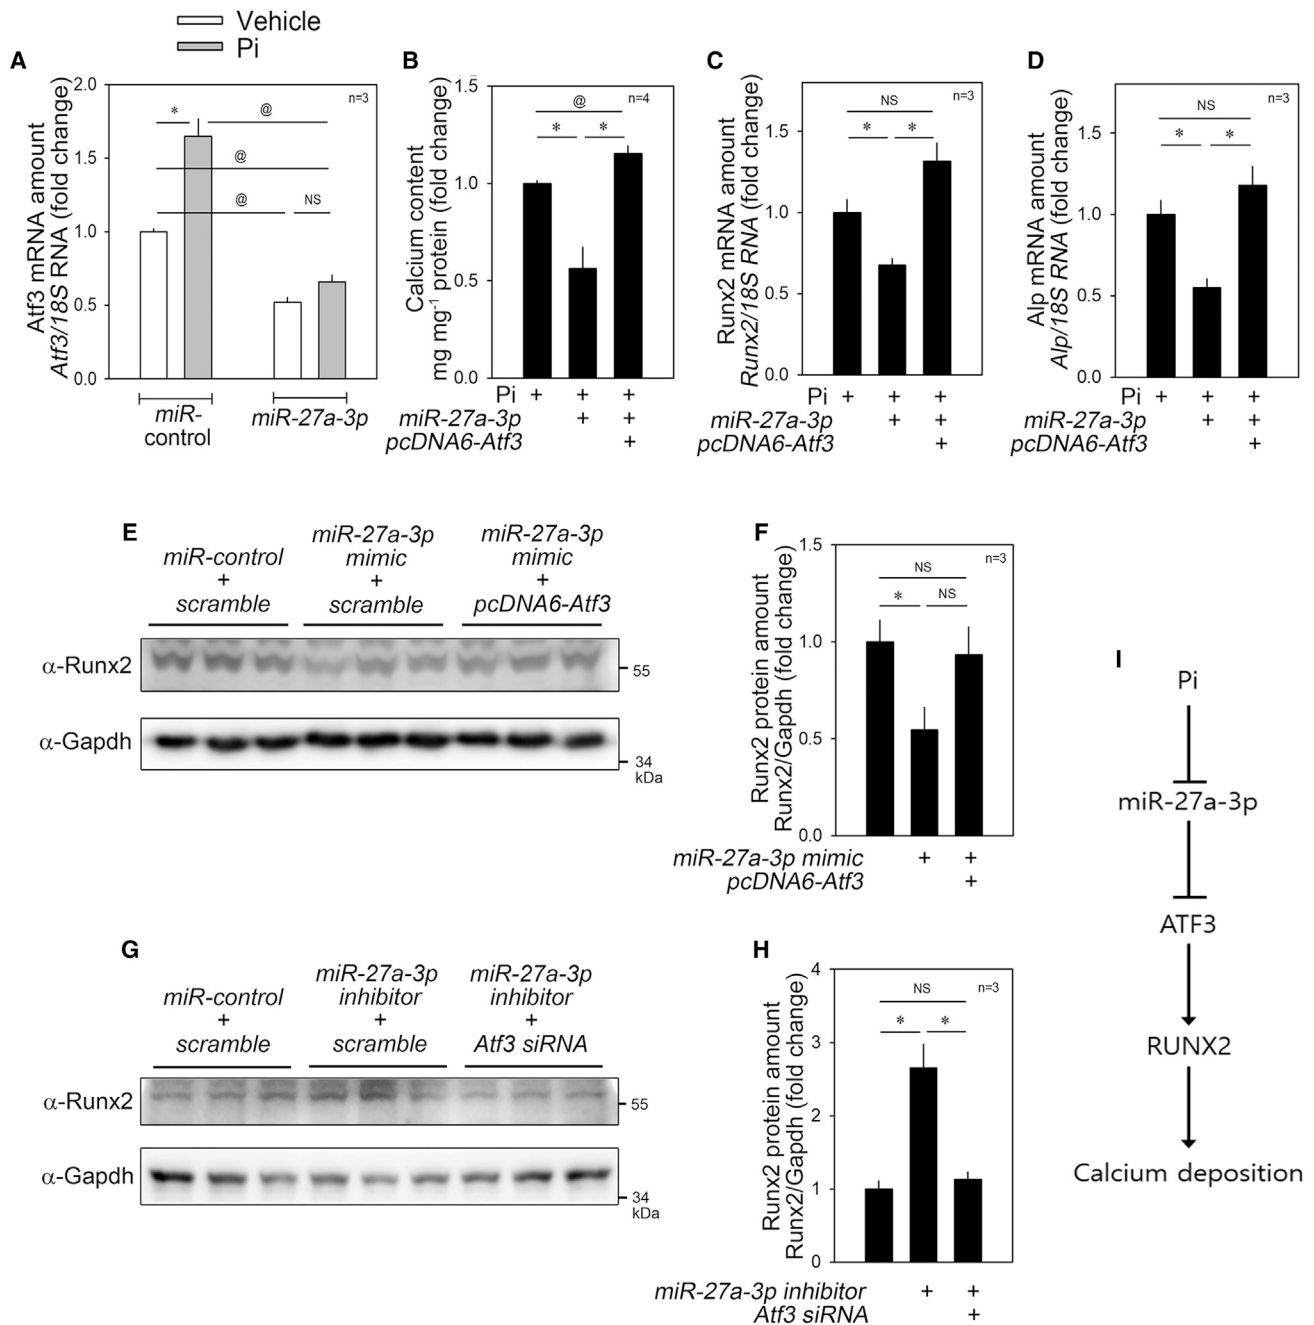 Vehicle
Pi
A
Atf3 mRNA amount
Atf3/18S RNA (fold change)
2.0
1.5
1.0
0.5
0.0
n=3
*
@
@
@
NS
miR-
control
miR-27a-3p
B
Calcium content
mg mg-1 protein (fold change)
1.5
1.0
0.5
0.0
n=4
@
* *
Pi + + +
miR-27a-3p + +
pcDNA6-Atf3 +
C
Runx2 mRNA amount
Runx2/18S RNA (fold change)
1.5
1.0
0.5
0.0
n=3
NS
* *
Pi + + +
miR-27a-3p + +
pcDNA6-Atf3 +
D
Alp mRNA amount
Alp/18S RNA (fold change)
1.5
1.0
0.5
0.0
n=3
NS
* *
Pi + + +
miR-27a-3p + +
pcDNA6-Atf3 +
E
miR-control
+
scramble
miR-27a-3p
mimic
+
scramble
miR-27a-3p
mimic
+
pcDNA6-Atf3
α-Runx2
55
α-Gapdh
34
kDa
F
Runx2 protein amount
Runx2/Gapdh (fold change)
1.5
1.0
0.5
0.0
n=3
NS
* NS
miR-27a-3p mimic + +
pcDNA6-Atf3 +
G
miR-control
+
scramble
miR-27a-3p
inhibitor
+
scramble
miR-27a-3p
inhibitor
+
Atf3 siRNA
α-Runx2
55
α-Gapdh
34
kDa
H
Runx2 protein amount
Runx2/Gapdh (fold change)
4
3
2
1
0
n=3
NS
* *
miR-27a-3p inhibitor + +
Atf3 siRNA +
I
Pi
miR-27a-3p
ATF3
RUNX2
Calcium deposition